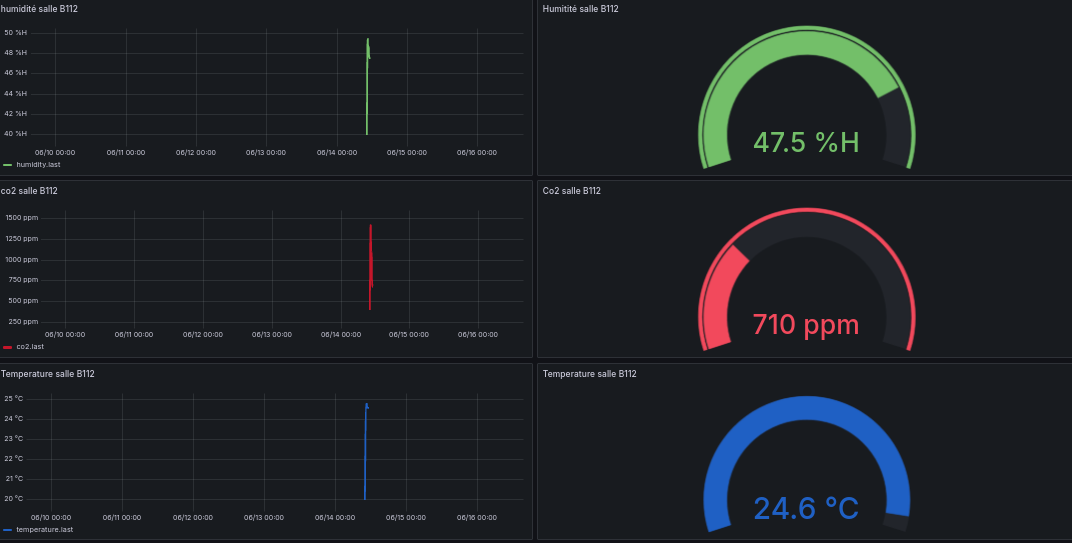 humidité salle B112
50 %H
48 %H
46 %H
44 %H
42 %H
40 %H
06/10 00:00 06/11 00:00 06/12 00:00 06/13 00:00 06/14 00:00 06/15 00:00 06/16 00:00
humidity.last
Humitité salle B112
47.5 %H
co2 salle B112
1500 ppm
1250 ppm
1000 ppm
750 ppm
500 ppm
250 ppm
06/10 00:00 06/11 00:00 06/12 00:00 06/13 00:00 06/14 00:00 06/15 00:00 06/16 00:00
co2.last
Co2 salle B112
710 ppm
Temperature salle B112
25 °C
24 °C
23 °C
22 °C
21 °C
20 °C
06/10 00:00 06/11 00:00 06/12 00:00 06/13 00:00 06/14 00:00 06/15 00:00 06/16 00:00
temperature.last
Temperature salle B112
24.6 °C